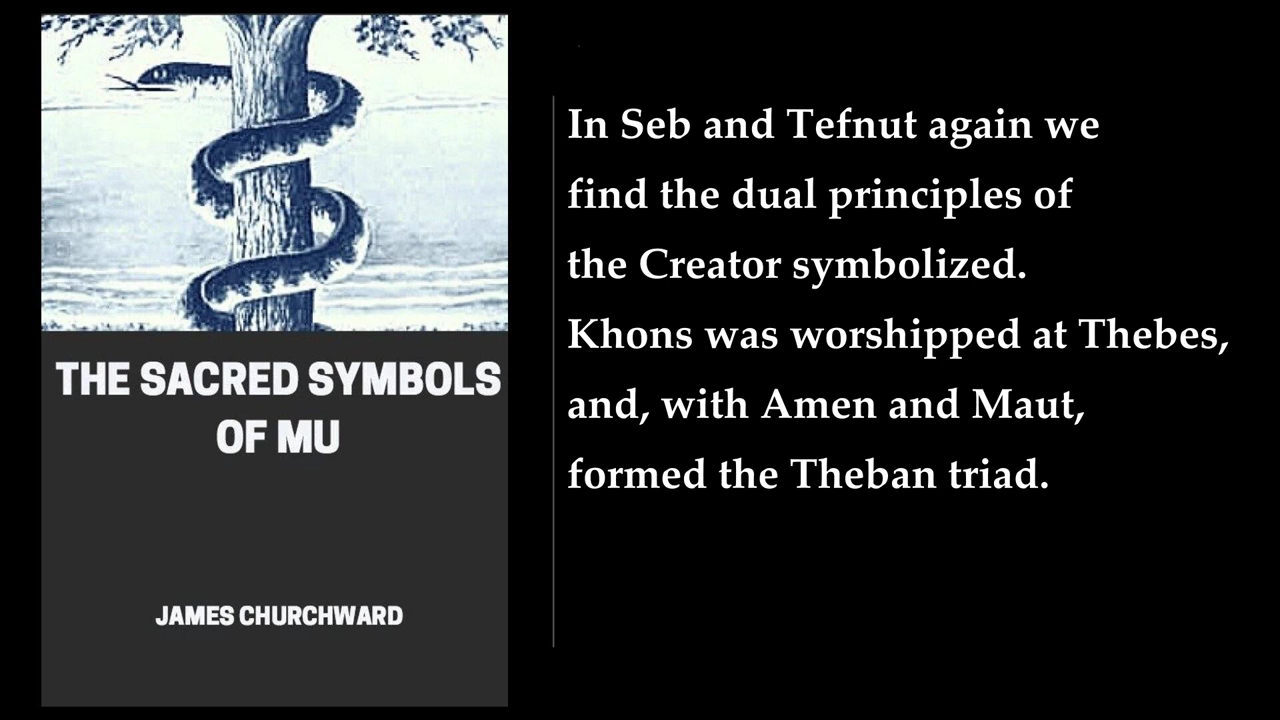 THE SACRED SYMBOLS
OF MU
JAMES CHURCHWARD
In Seb and Tefnut again we
find the dual principles of
the Creator symbolized.
Khons was worshipped at Thebes,
and, with Amen and Maut,
formed the Theban triad.